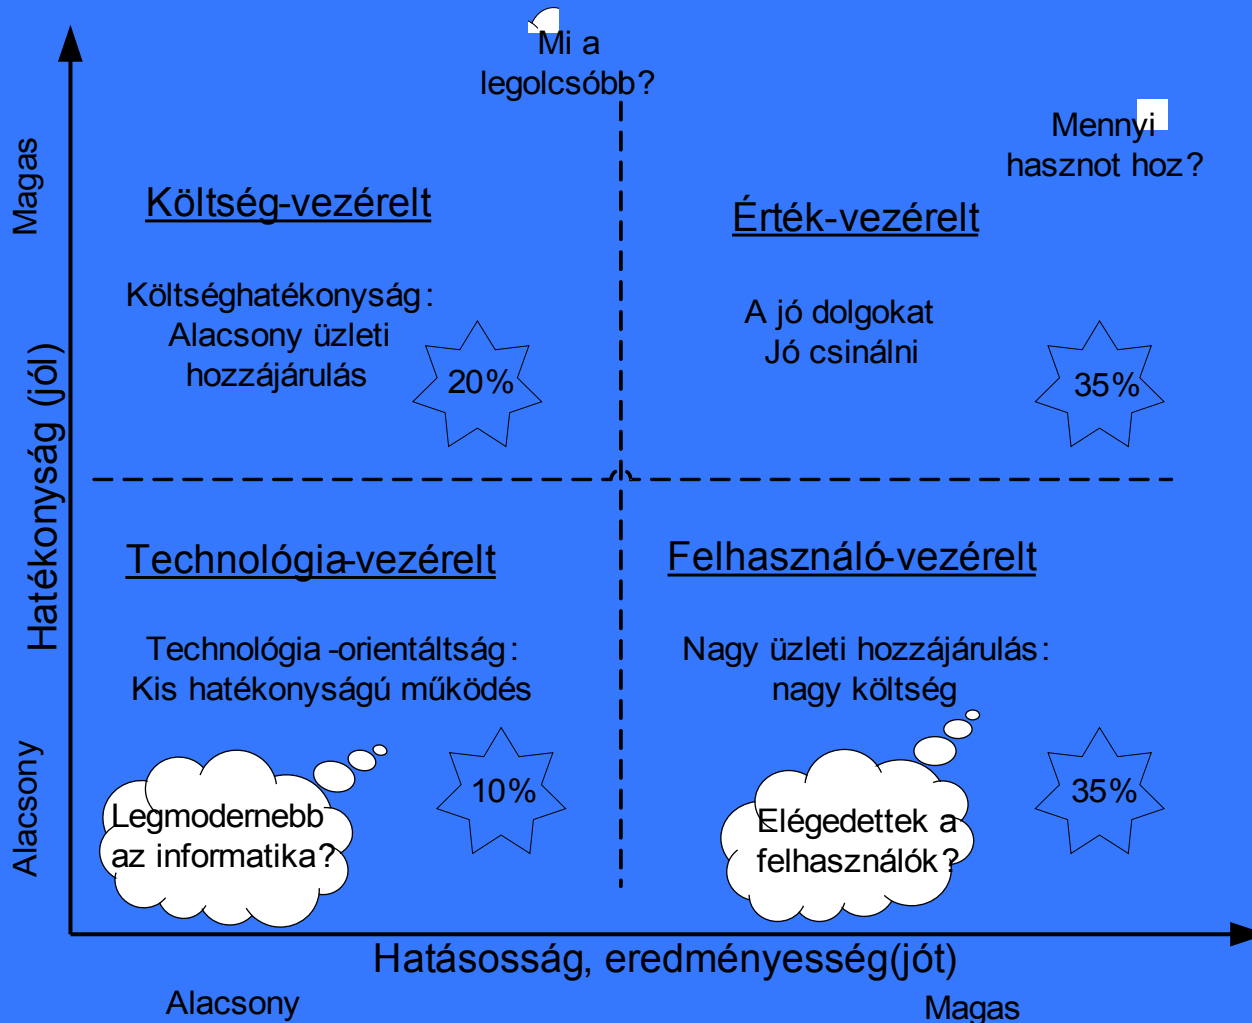 Mi a
legolcsóbb?
Mennyi
hasznot hoz?
Magas
Költség-vezérelt
Érték-vezérelt
Költséghatékonyság:
Alacsony üzleti
hozzájárulás
20%
A jó dolgokat
Jó csinálni
35%
Hatékonyság (jól)
Technológia-vezérelt
Felhasználó-vezérelt
Technológia-orientáltság:
Kis hatékonyságú működés
Nagy üzleti hozzájárulás:
nagy költség
Alacsony
Legmodernebb
az informatika?
10%
Elégedettek a
felhasználók?
35%
Hatásosság, eredményesség(jót)
Alacsony
Magas